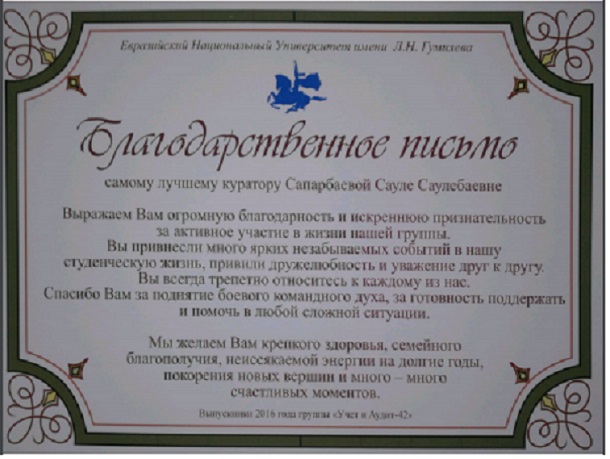 Евразийский Национальный Университет имени Л.Н. Гумилева
Благодарственное письмо
самому лучшему куратору Сапарбаевой Сауле Саулебаевне
Выражаем Вам огромную благодарность и искреннюю признательность
за активное участие в жизни нашей группы.
Вы привнесли много ярких незабываемых событий в нашу
студенческую жизнь, привили дружелюбность и уважение друг к другу.
Вы всегда трепетно относитесь к каждому из нас.
Спасибо Вам за поднятие боевого командного духа, за готовность поддержать
и помочь в любой сложной ситуации.
Мы желаем Вам крепкого здоровья, семейного
благополучия, неиссякаемой энергии на долгие годы,
покорения новых вершин и много – много
счастливых моментов.
Выпускники 2016 года группы «Учет и Аудит-42»